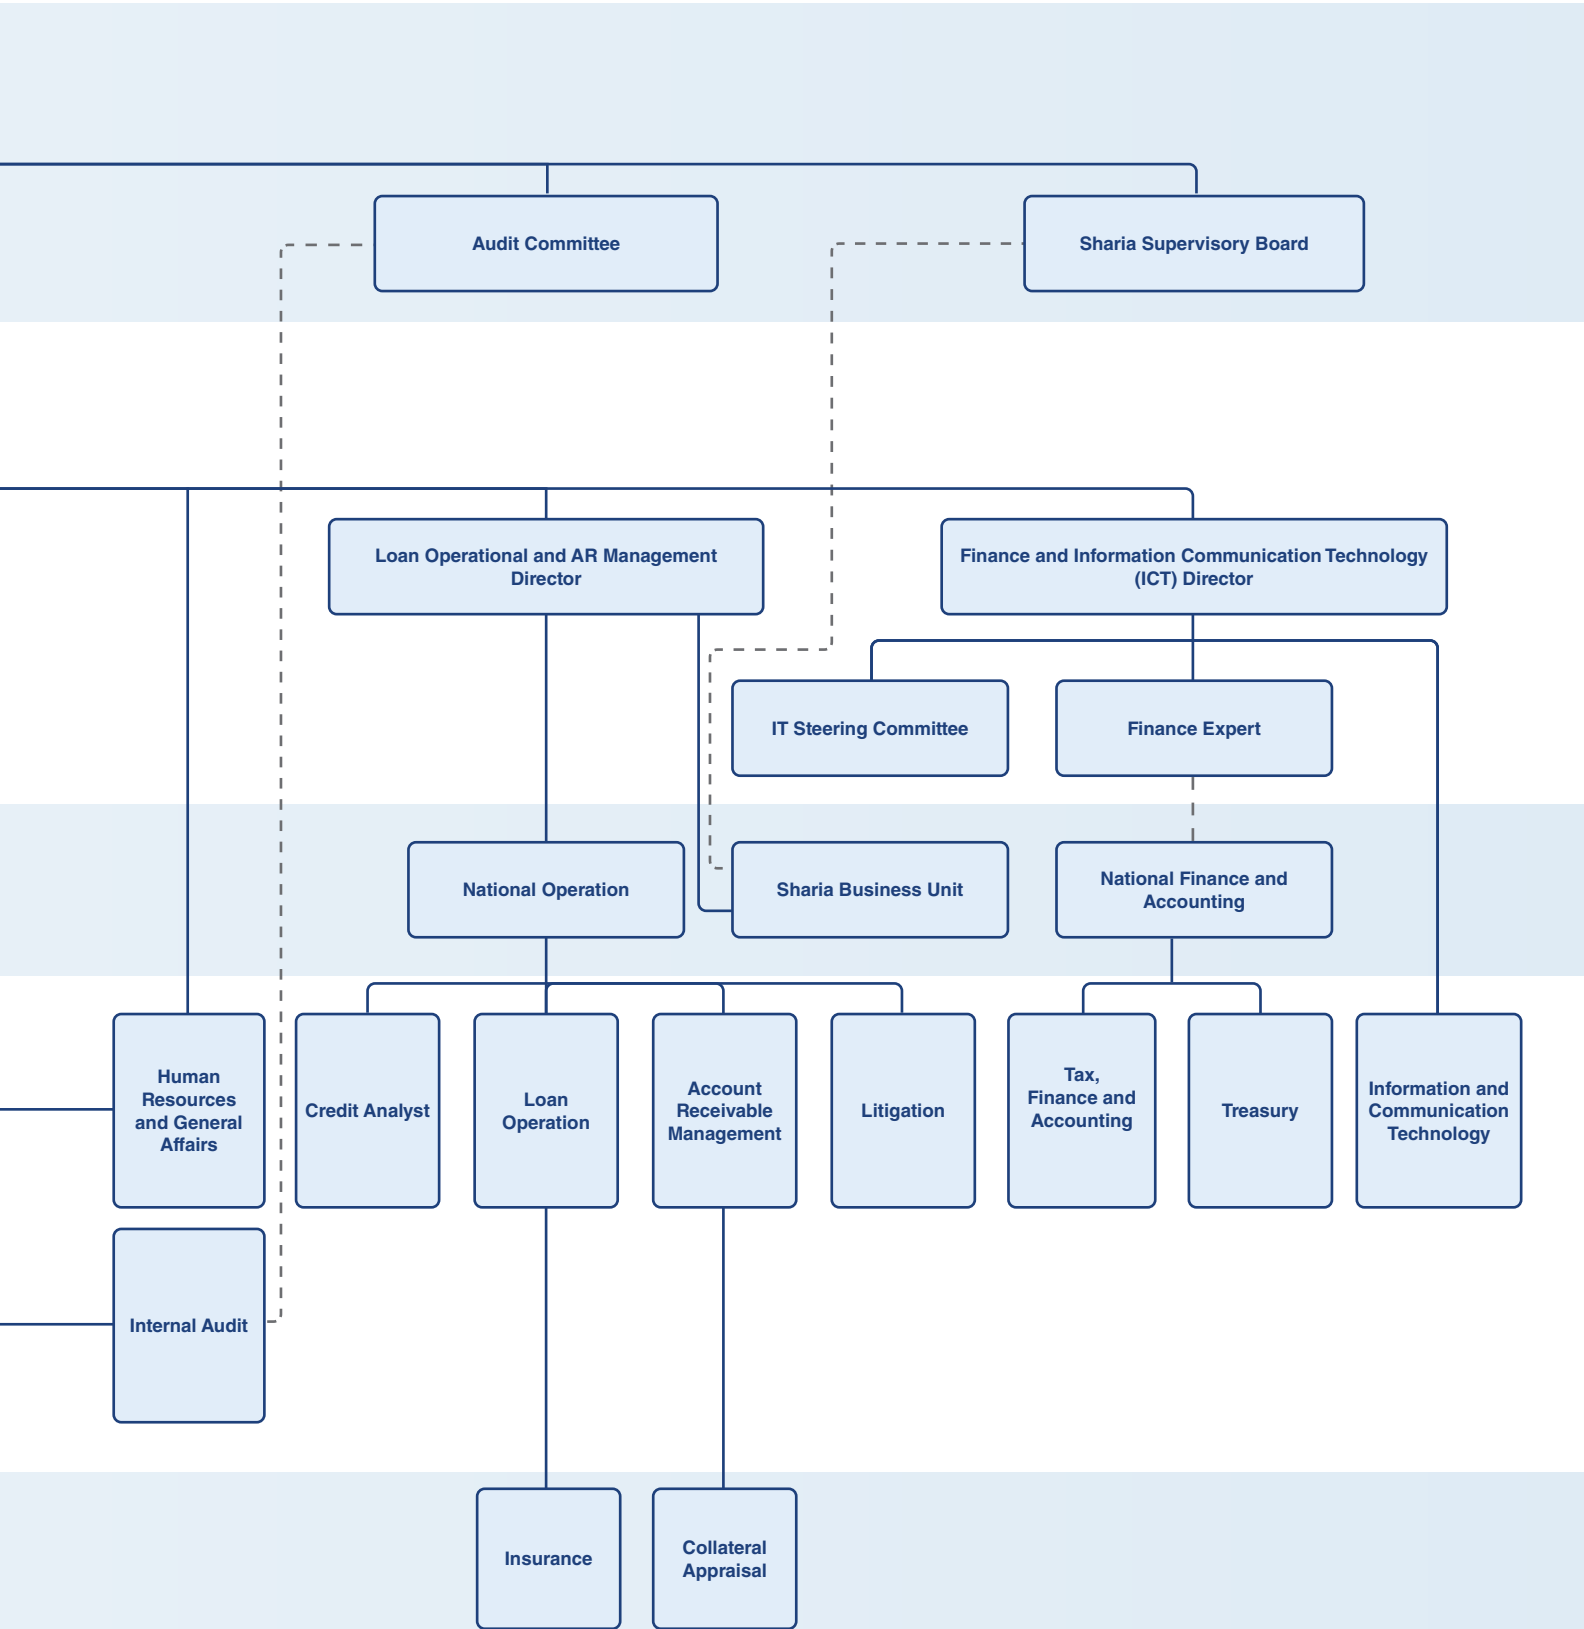 Audit Committee
Sharia Supervisory Board
Loan Operational and AR Management
Director
Finance and Information Communication Technology
(ICT) Director
IT Steering Committee
Finance Expert
National Operation
Sharia Business Unit
National Finance and
Accounting
Human
Resources
and General
Affairs
Credit Analyst
Loan
Operation
Account
Receivable
Management
Litigation
Tax,
Finance and
Accounting
Treasury
Information and
Communication
Technology
Internal Audit
Insurance
Collateral
Appraisal